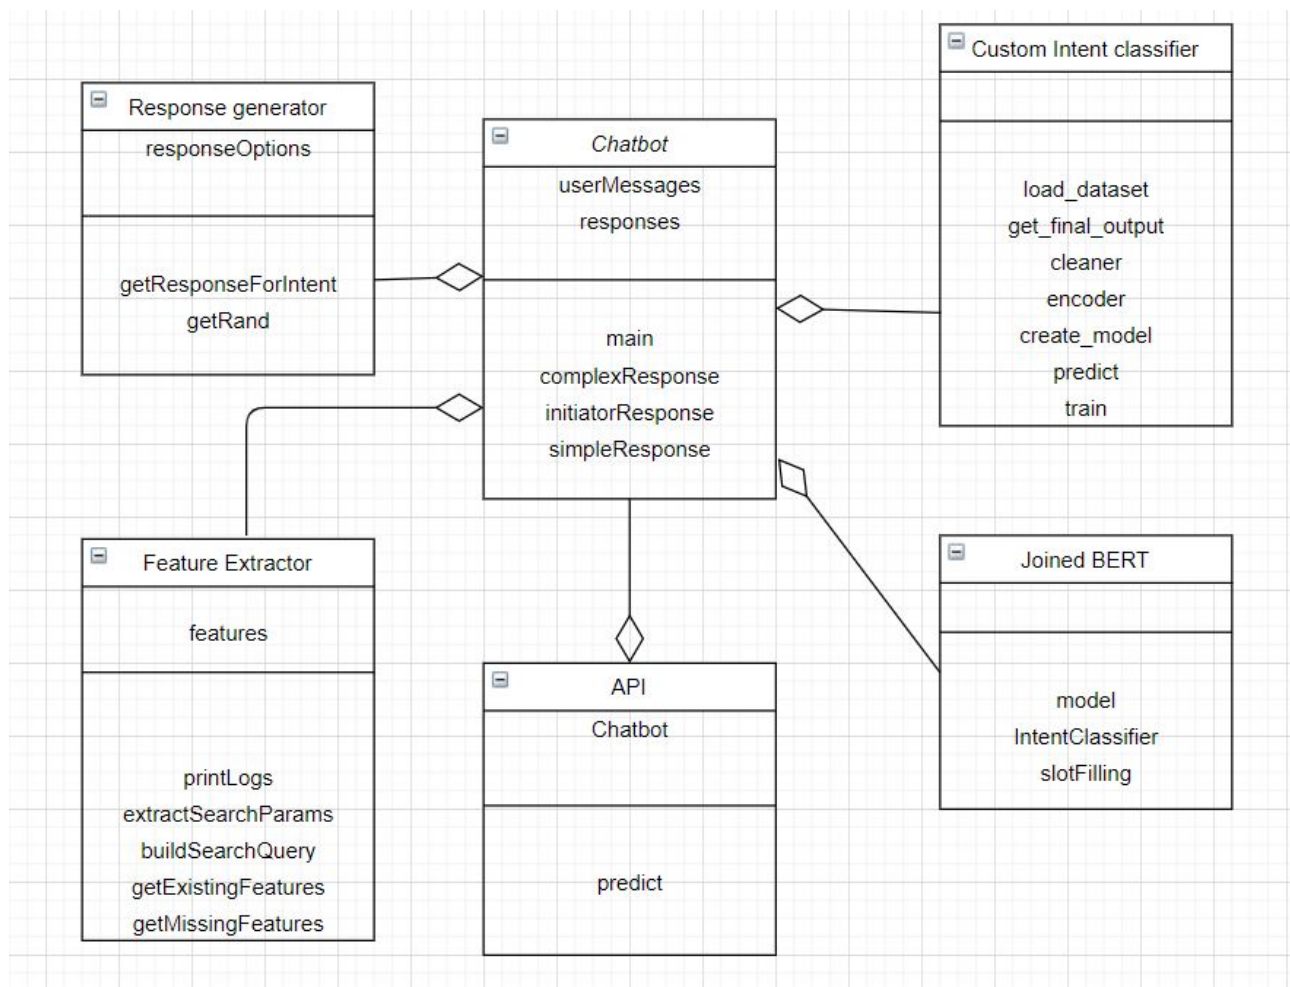 Response generator
responseOptions
getResponseForIntent
getRand
Chatbot
userMessages
responses
main
complexResponse
initiatorResponse
simpleResponse
Custom Intent classifier
load_dataset
get_final_output
cleaner
encoder
create_model
predict
train
Feature Extractor
features
printLogs
extractSearchParams
buildSearchQuery
getExistingFeatures
getMissingFeatures
API
Chatbot
predict
Joined BERT
model
IntentClassifier
slotFilling